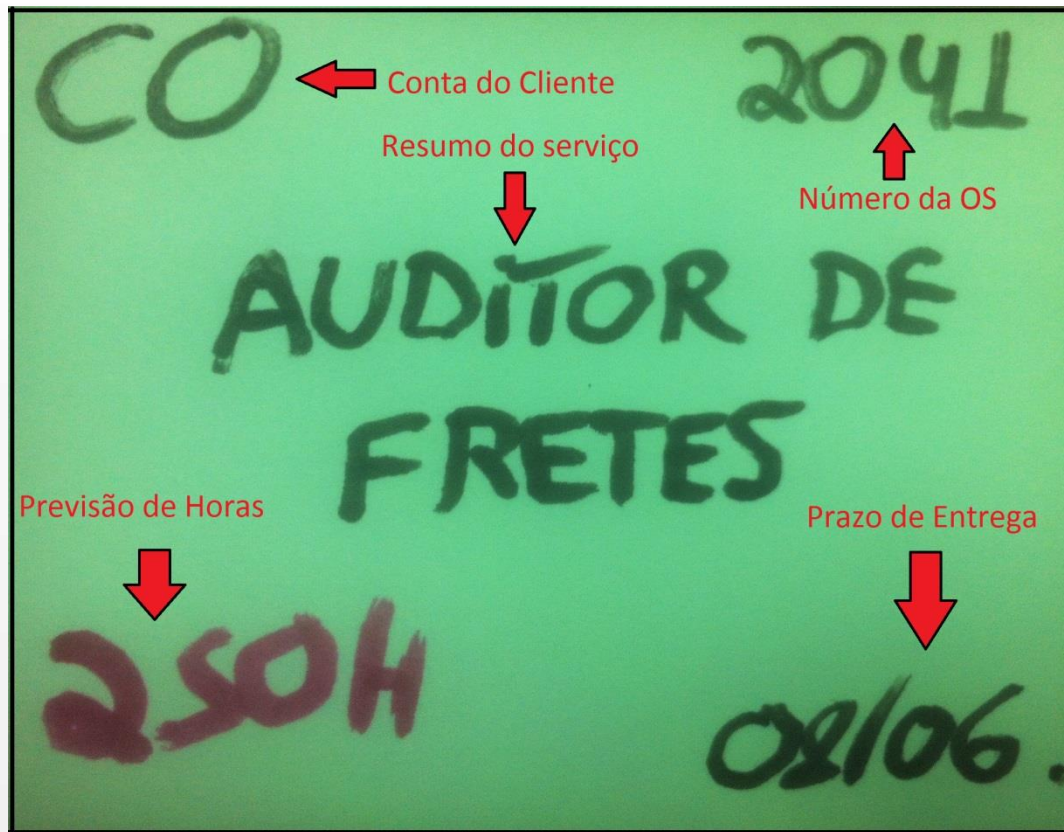 CO
Conta do Cliente
2041
Resumo do serviço
Número da OS
AUDITOR DE
FRETES
Previsão de Horas
Prazo de Entrega
250H
08/06.